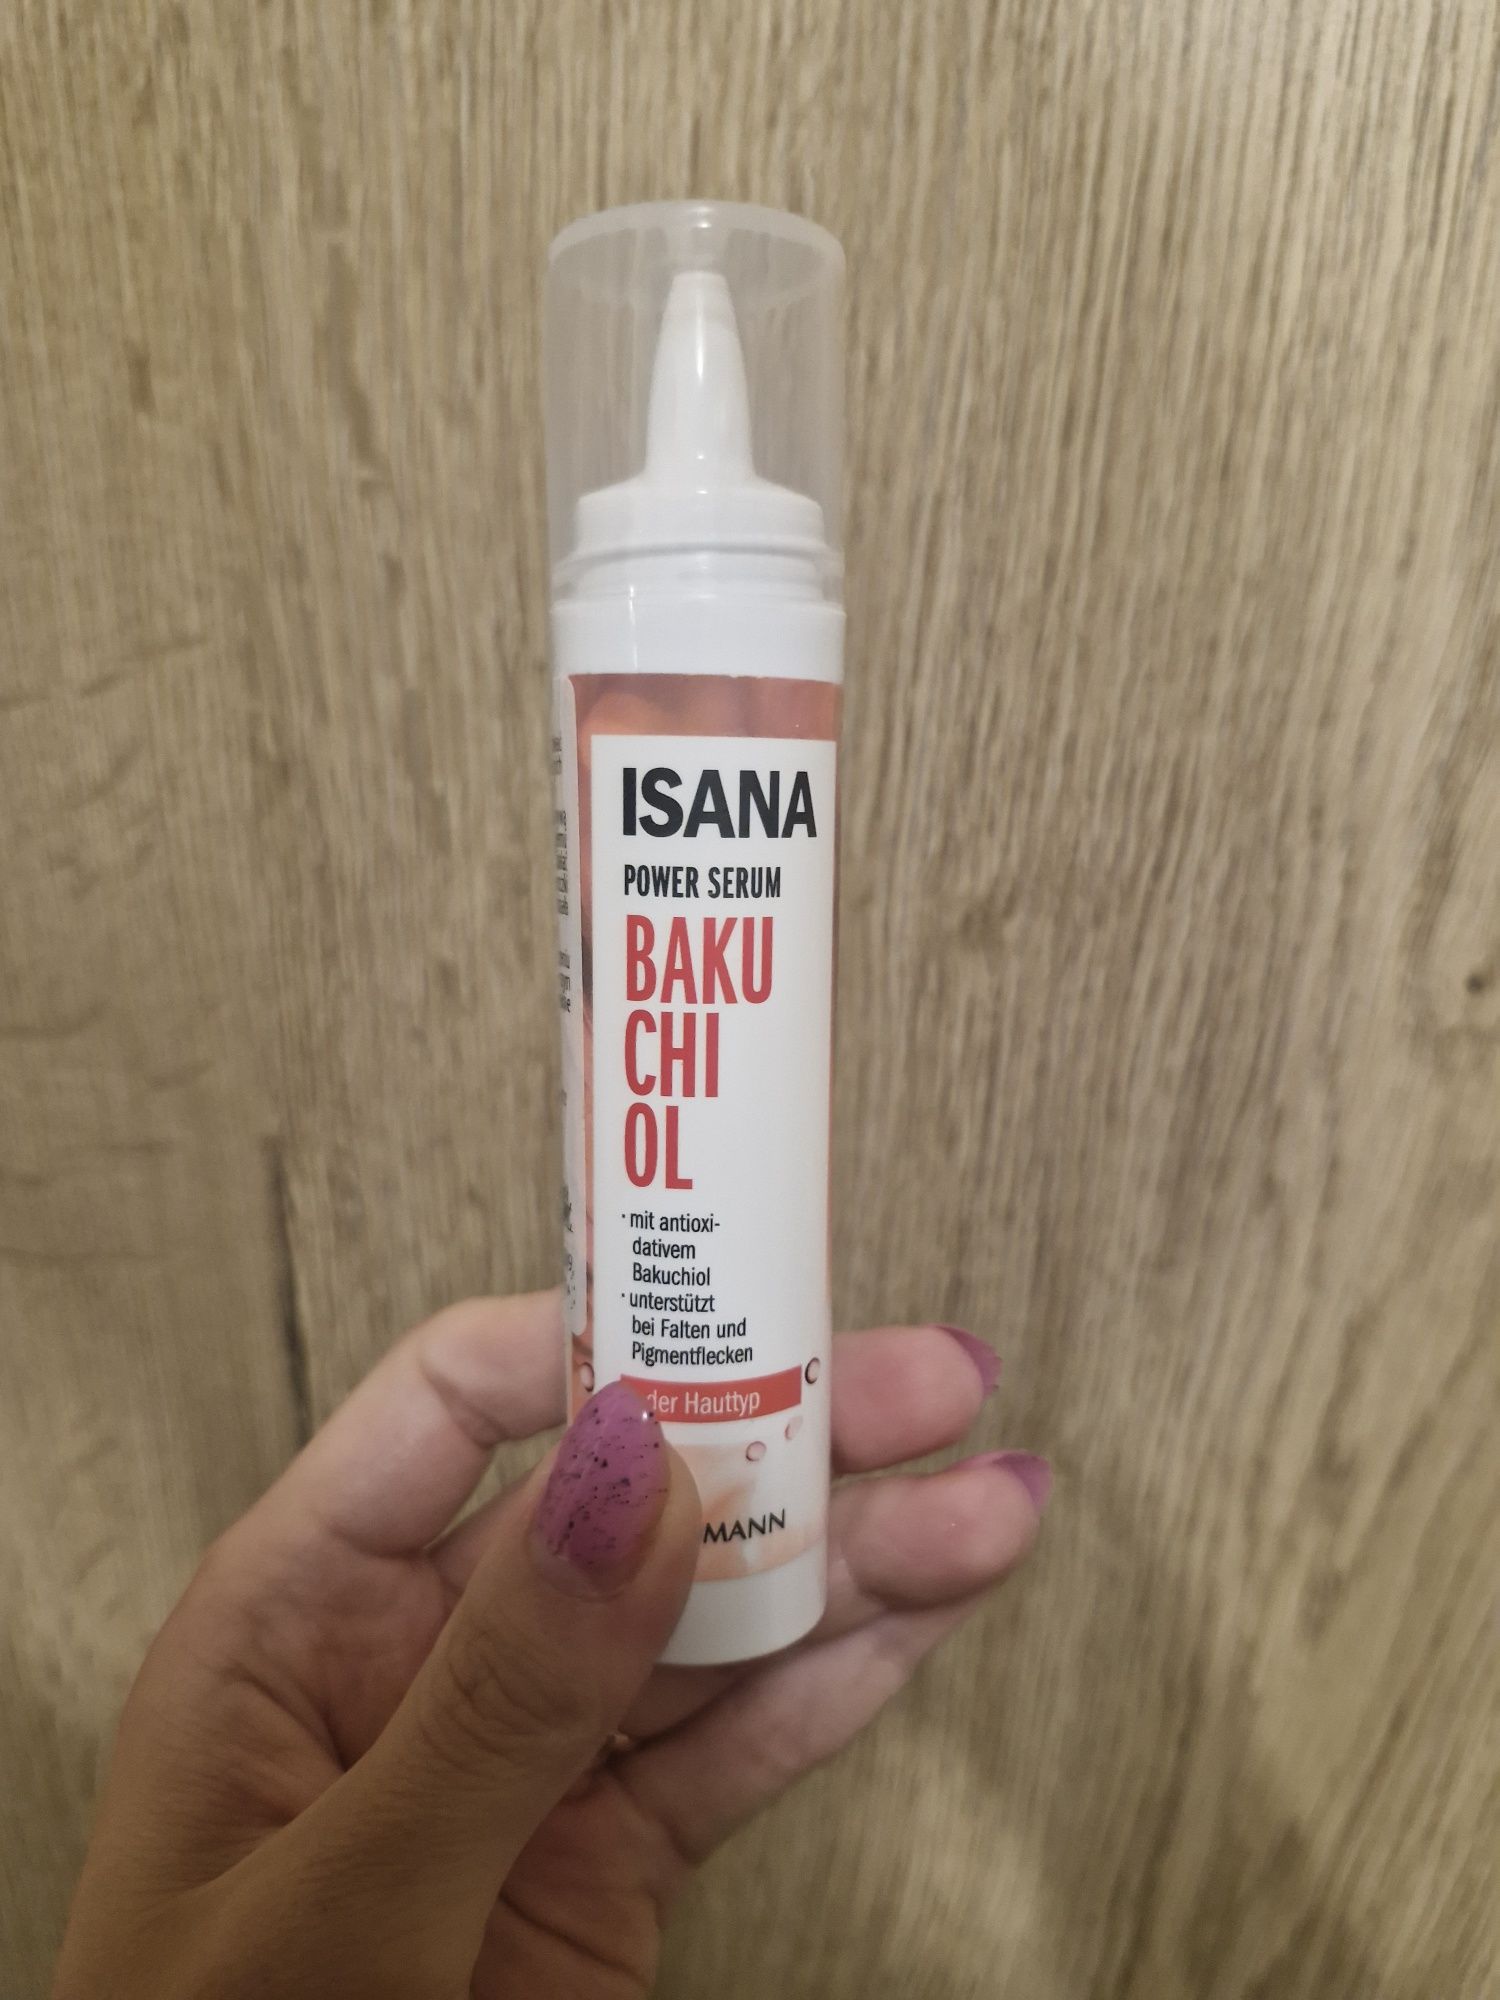 ISANA
POWER SERUM
BAKU
CHI
OL
· mit antioxi-
dativem
Bakuchiol
· unterstützt
bei Falten und
Pigmentflecken
der Hauttyp
MANN